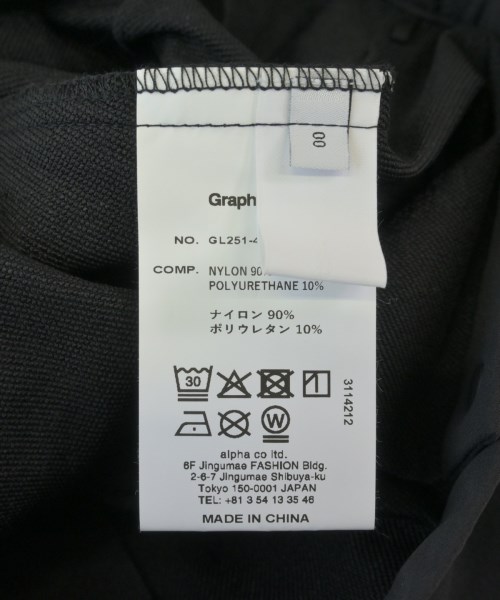 00
Graph
NO. GL251-
COMP. NYLON 90%
POLYURETHANE 10%
ナイロン 90%
ポリウレタン 10%
30
W
3114212
alpha co ltd.
6F Jingumae FASHION Bldg.
2-6-7 Jingumae Shibuya-ku
Tokyo 150-0001 JAPAN
TEL: +81 3 54 13 35 46
MADE IN CHINA